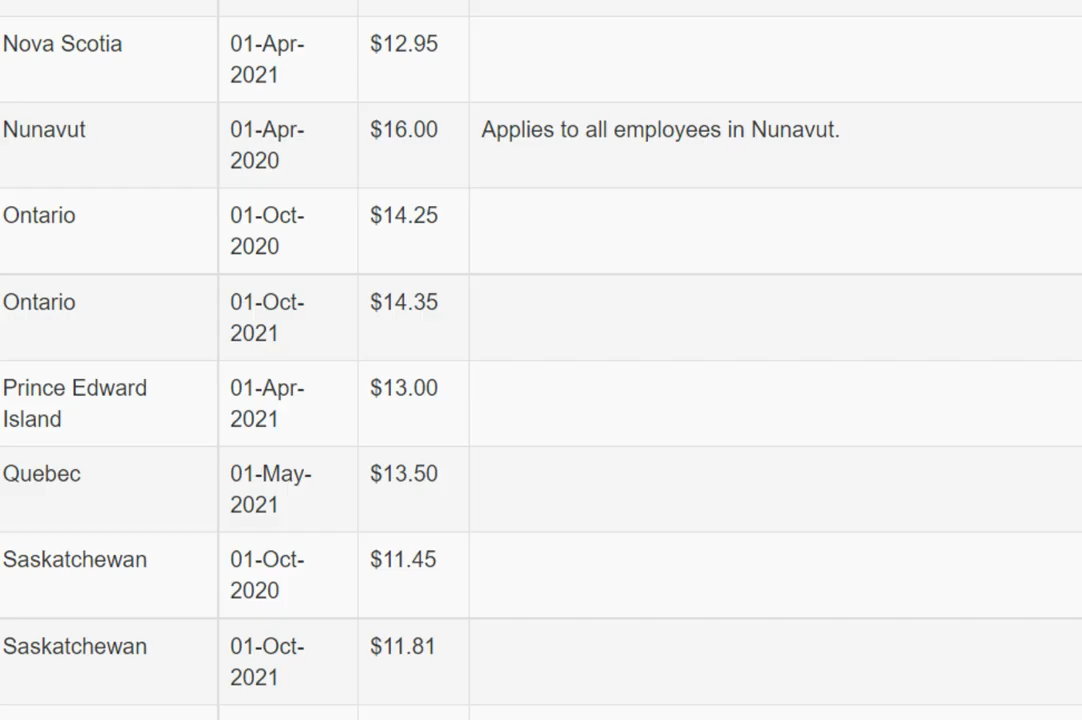 Nova Scotia 01-Apr- $12.95
2021
Nunavut 01-Apr- $16.00 Applies to all employees in Nunavut.
2020
Ontario 01-Oct- $14.25
2020
Ontario 01-Oct- $14.35
2021
Prince Edward 01-Apr- $13.00
Island 2021
Quebec 01-May- $13.50
2021
Saskatchewan 01-Oct- $11.45
2020
Saskatchewan 01-Oct- $11.81
2021